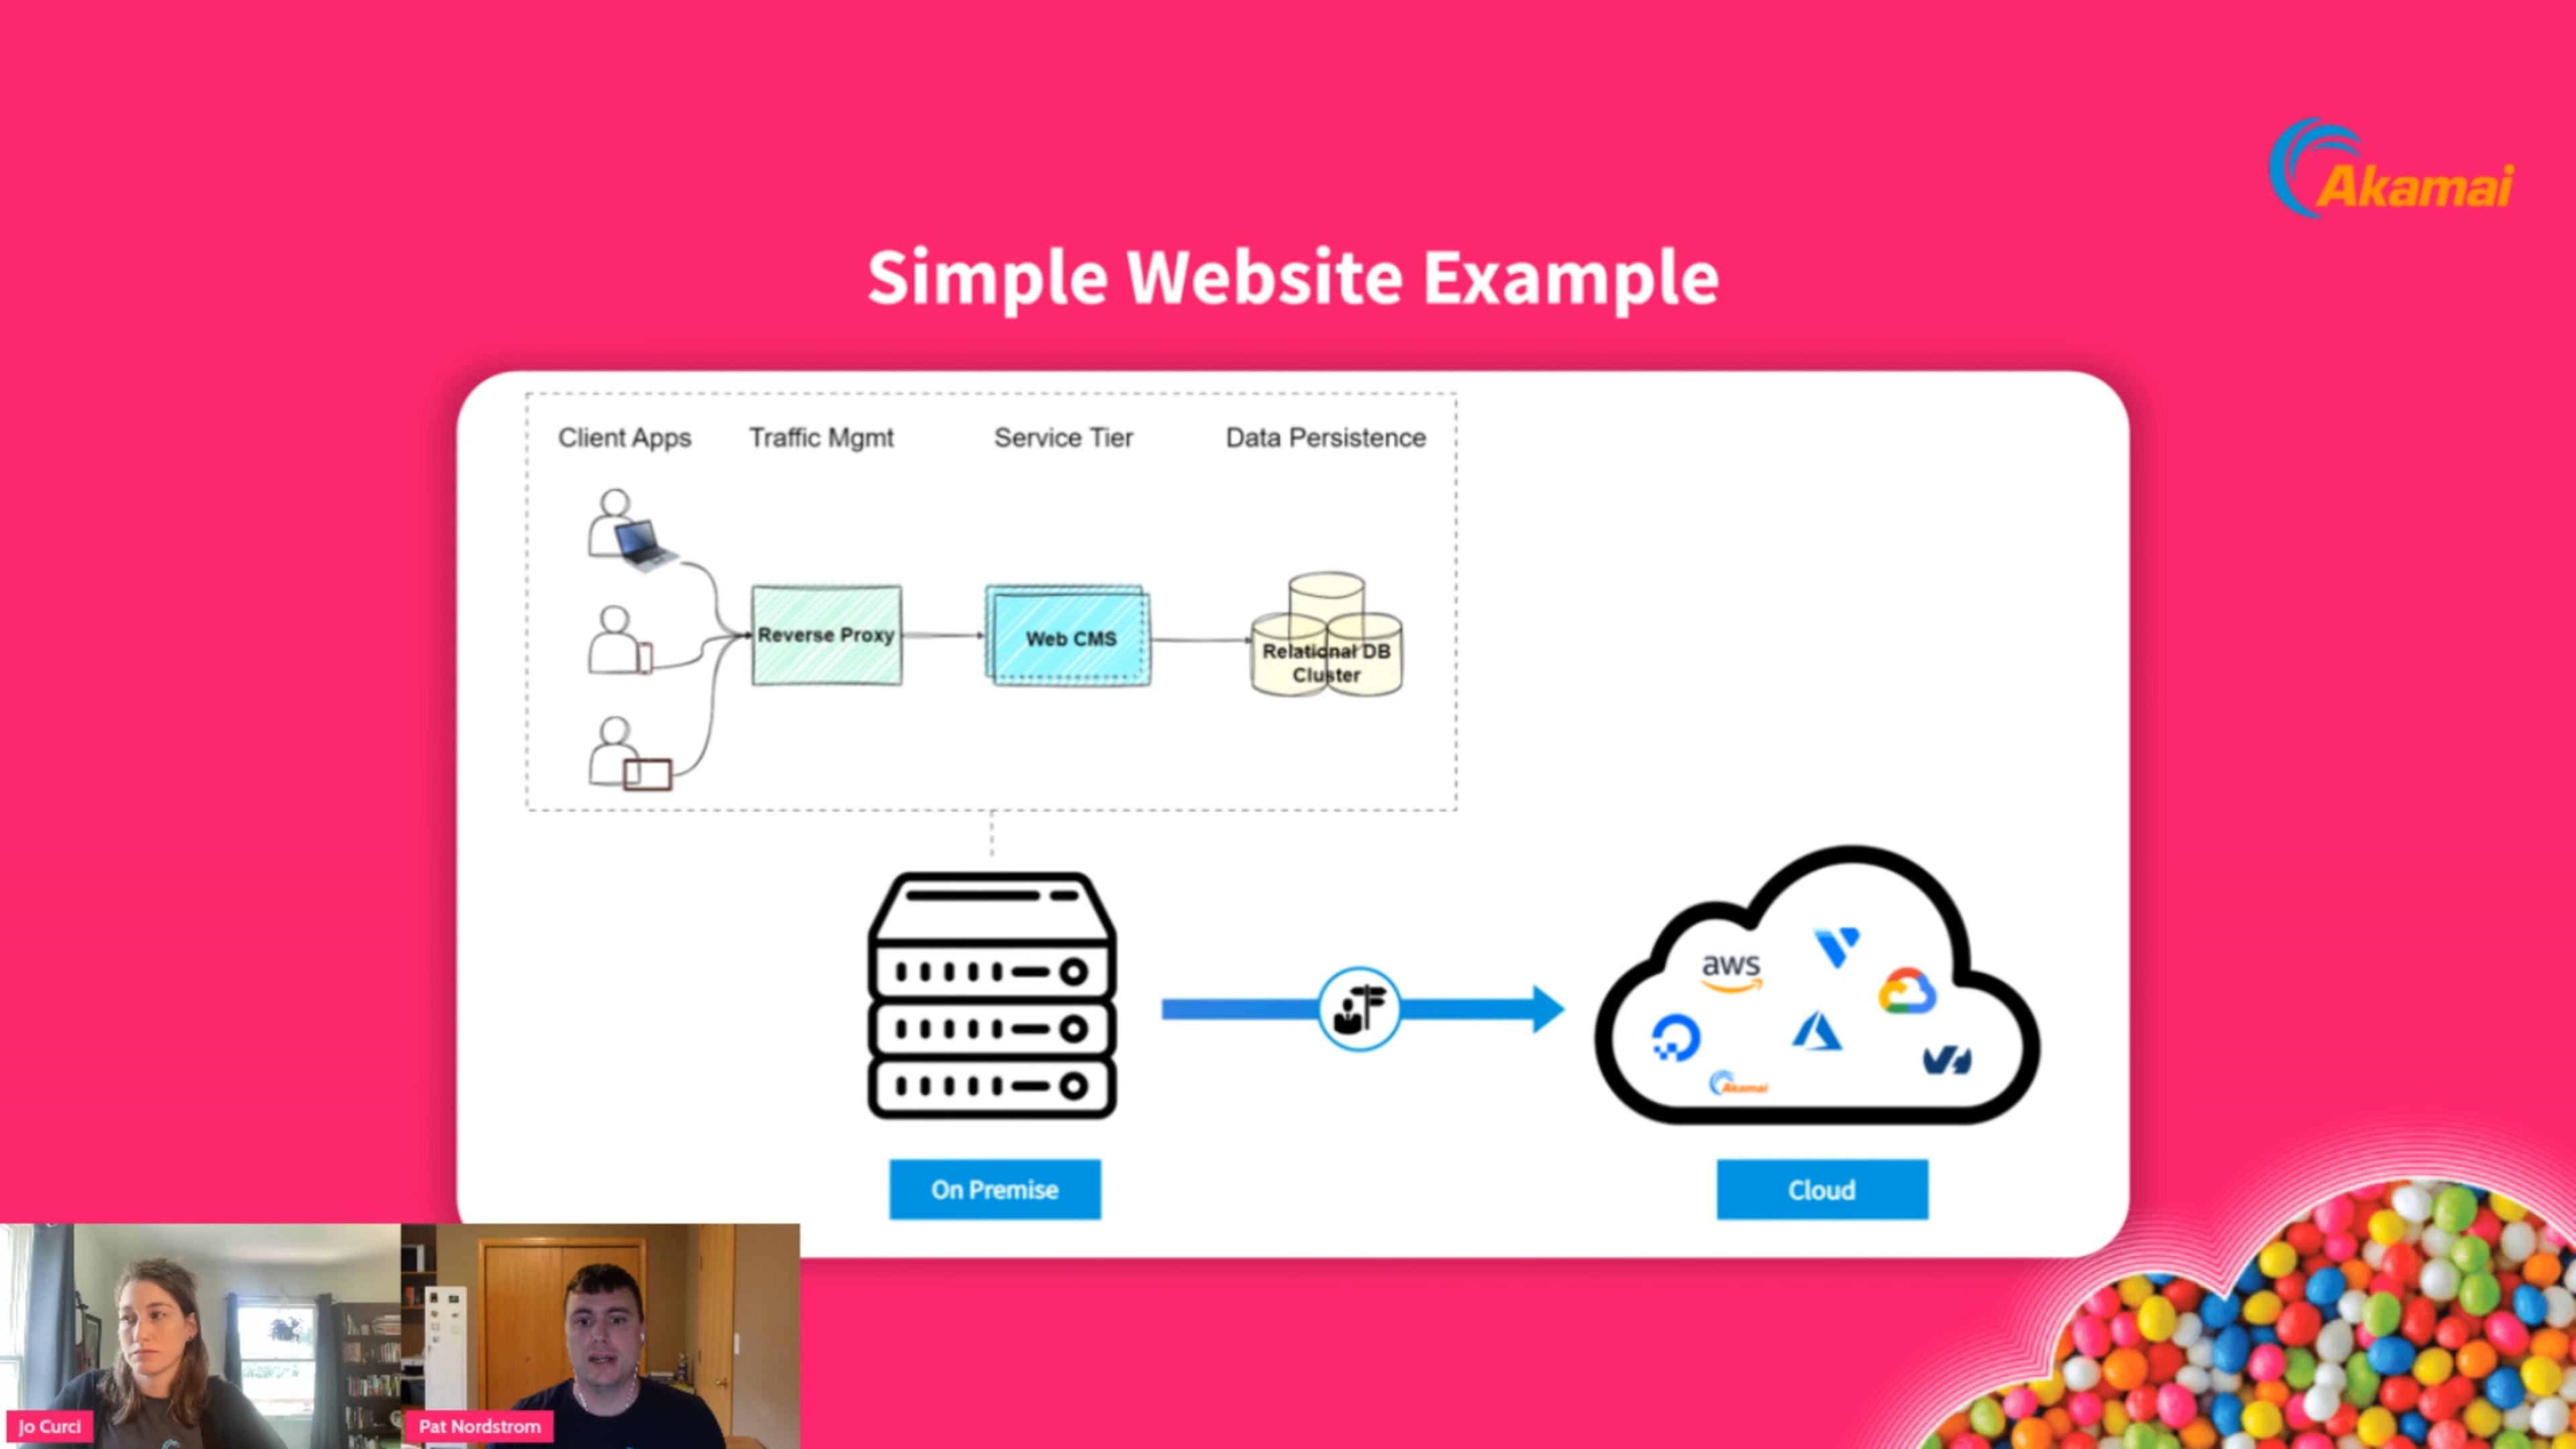 Akamai
Simple Website Example
Client Apps
Traffic Mgmt
Service Tier
Data Persistence
Reverse Proxy
Web CMS
Relational DB
Cluster
aws
Akamai
On Premise
Cloud
Jo Curci
Pat Nordstrom